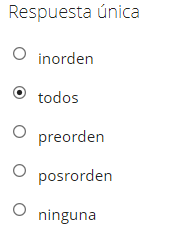 Respuesta única
inorden
todos
preorden
posrorden
ninguna